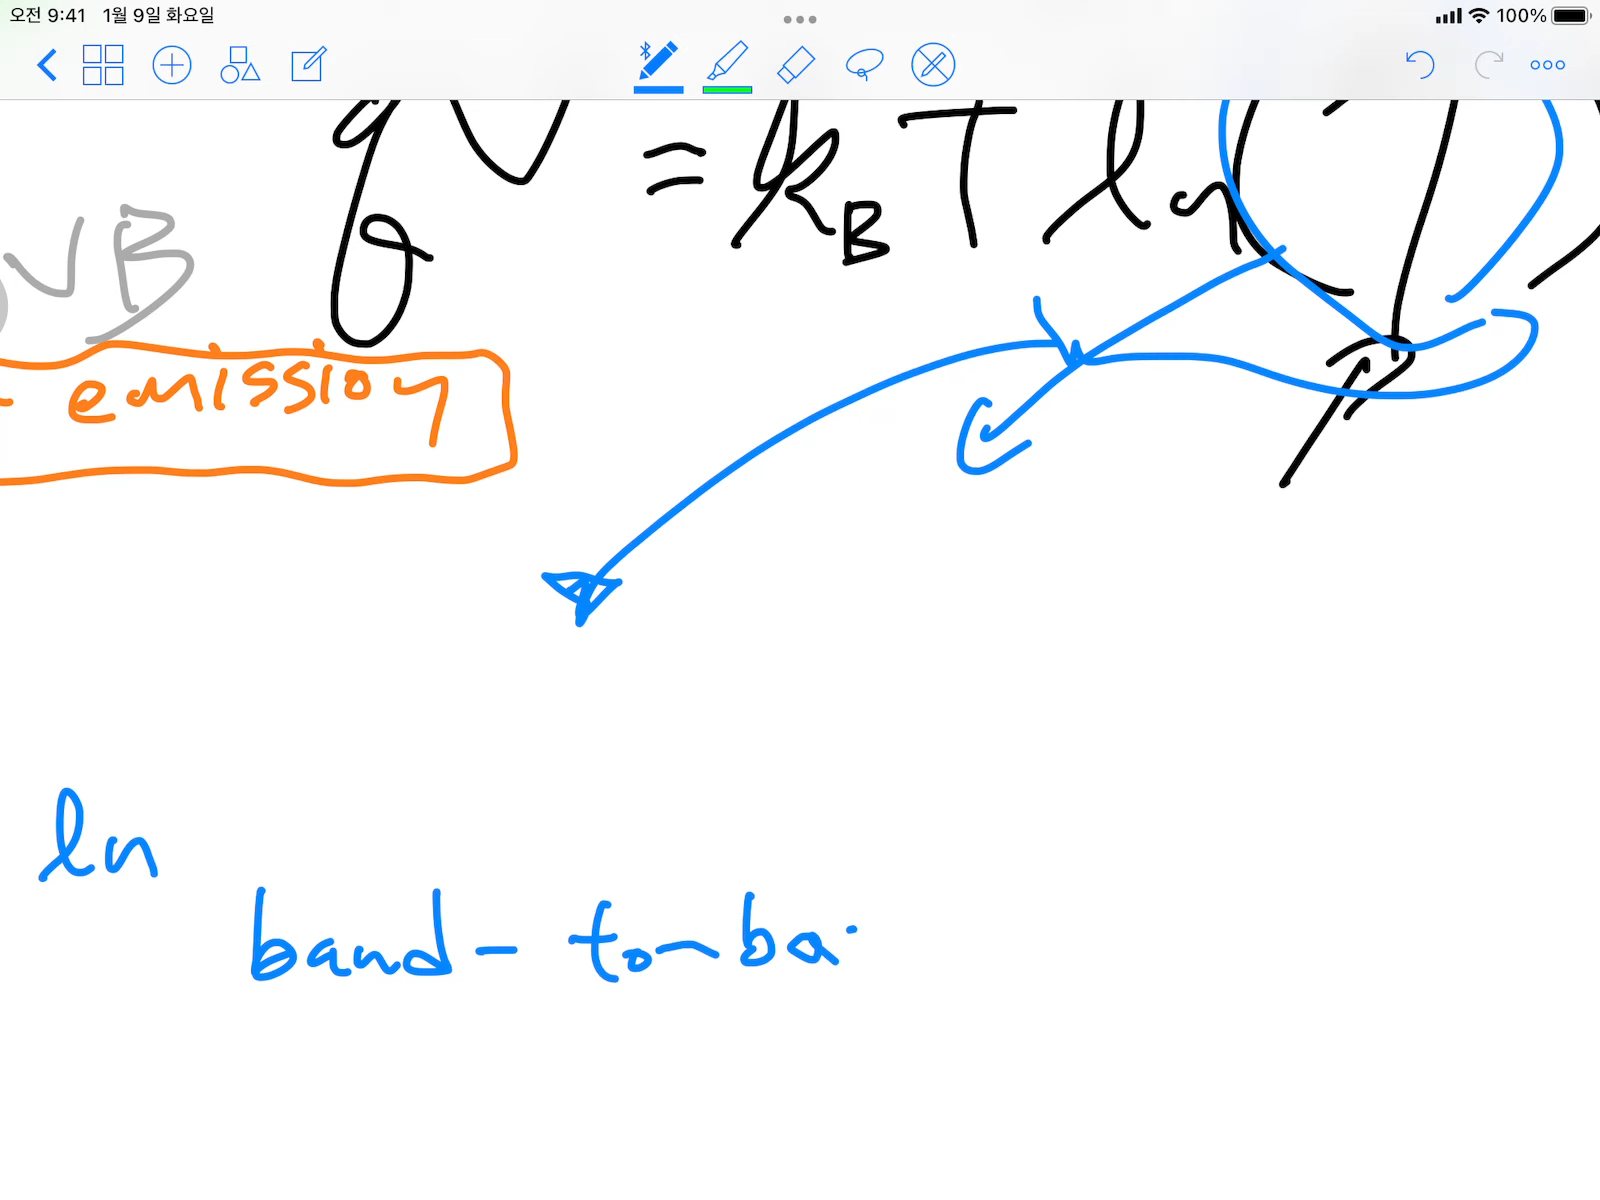 오전 9:41 1월 9일 화요일
100%
= k_B T ln
VB
- emission
ln
band - to - ba